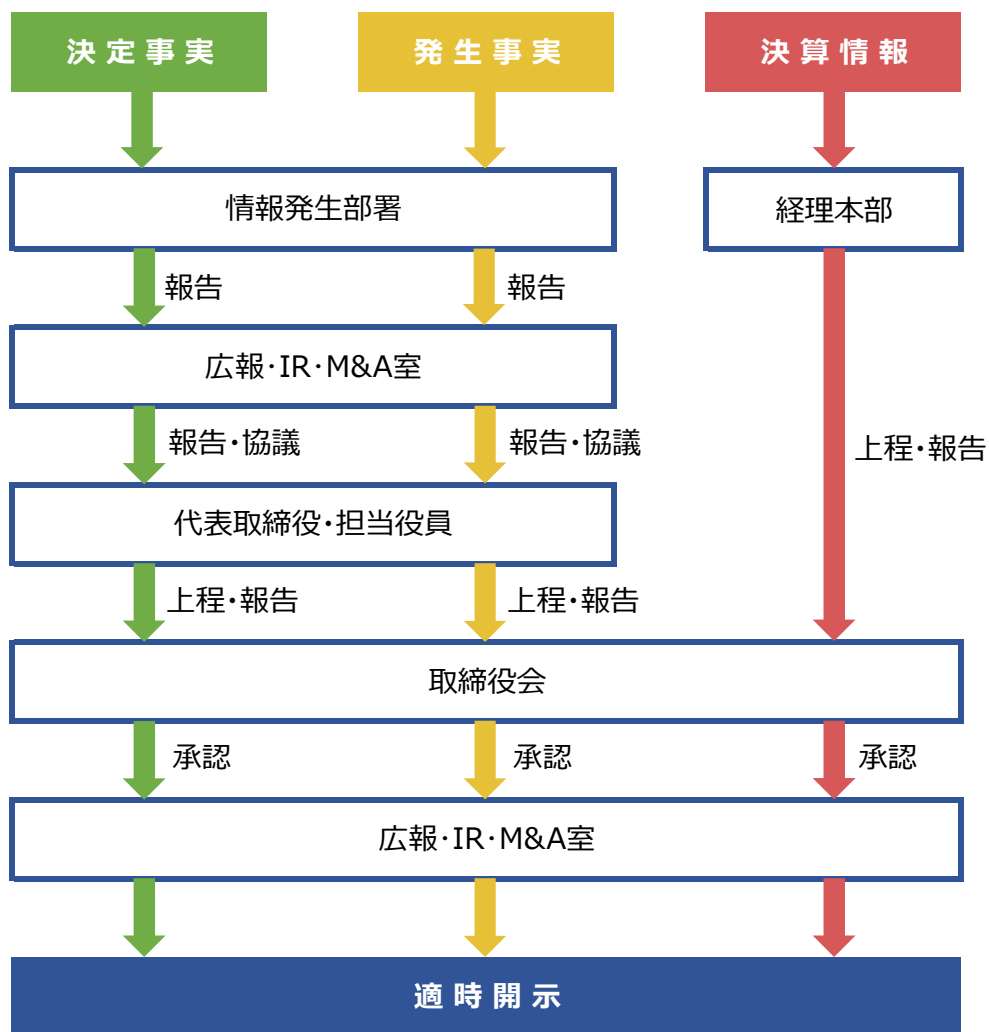 決定事実
発生事実
決算情報
情報発生部署
経理本部
報告
報告
広報･IR･M&A室
報告･協議
報告･協議
上程･報告
代表取締役･担当役員
上程･報告
上程･報告
取締役会
承認
承認
承認
広報･IR･M&A室
適時開示